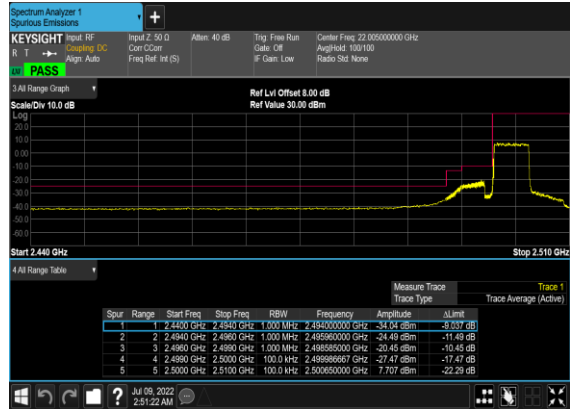 Spectrum Analyzer 1
Spurious Emissions
+
KEYSIGHT Input: RF Input Z: 50 Ω Atten: 40 dB Trig: Free Run Center Freq: 22.005000000 GHz
R T Coupling: DC Corr CCorr Gate: Off Avg|Hold: 100/100
Align: Auto Freq Ref: Int (S) IF Gain: Low Radio Std: None
PASS
3 All Range Graph Ref Lvl Offset 8.00 dB
Scale/Div 10.0 dB Ref Value 30.00 dBm
Log
20.0
10.0
0.00
-10.0
-20.0
-30.0
-40.0
-50.0
-60.0
Start 2.440 GHz Stop 2.510 GHz
4 All Range Table
Measure Trace Trace 1
Trace Type Trace Average (Active)
Spur Range Start Freq Stop Freq RBW Frequency Amplitude ΔLimit
1 1 2.4400 GHz 2.4940 GHz 1.000 MHz 2.494000000 GHz -34.04 dBm -9.037 dB
2 2 2.4940 GHz 2.4960 GHz 1.000 MHz 2.495960000 GHz -24.49 dBm -11.49 dB
3 3 2.4960 GHz 2.4990 GHz 1.000 MHz 2.498585000 GHz -20.45 dBm -10.45 dB
4 4 2.4990 GHz 2.5000 GHz 100.0 kHz 2.499986667 GHz -27.47 dBm -17.47 dB
5 5 2.5000 GHz 2.5100 GHz 100.0 kHz 2.500650000 GHz 7.707 dBm -22.29 dB
? Jul 09, 2022
2:51:22 AM